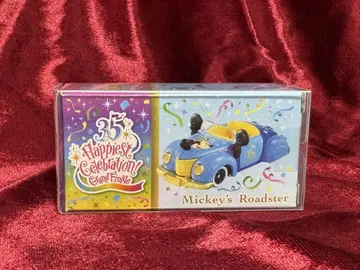 35
Happiest
Celebration!
Grand Finale
Mickey's Roadster